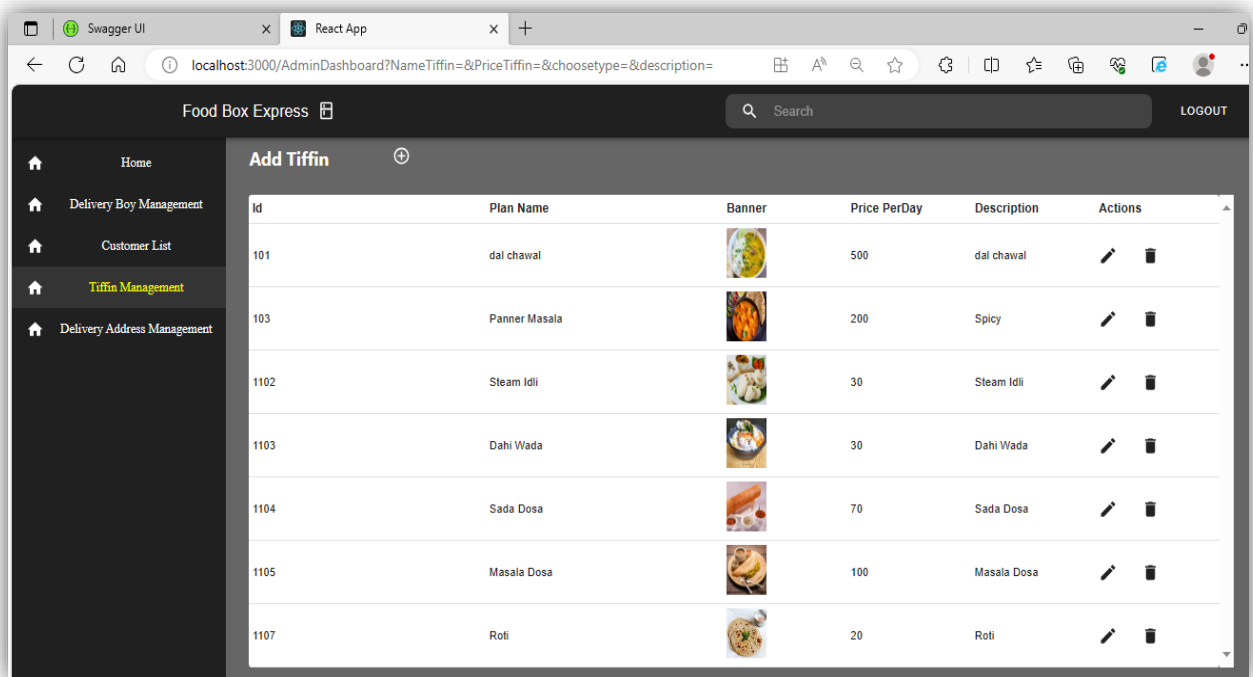 Swagger UI
React App
localhost:3000/AdminDashboard?NameTiffin=&PriceTiffin=&choosetype=&description=
Food Box Express
Search
LOGOUT
Home
Delivery Boy Management
Customer List
Tiffin Management
Delivery Address Management
Add Tiffin
Id Plan Name Banner Price PerDay Description Actions
101 dal chawal 500 dal chawal
103 Panner Masala 200 Spicy
1102 Steam Idli 30 Steam Idli
1103 Dahi Wada 30 Dahi Wada
1104 Sada Dosa 70 Sada Dosa
1105 Masala Dosa 100 Masala Dosa
1107 Roti 20 Roti